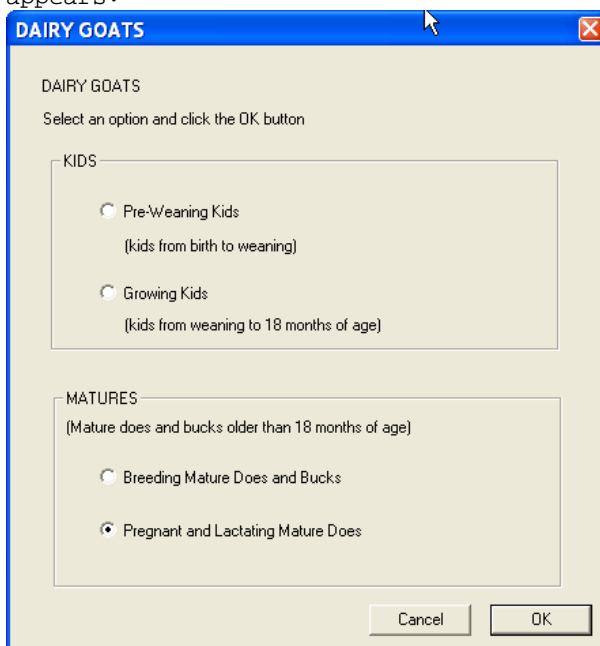 appears:
DAIRY GOATS
DAIRY GOATS
Select an option and click the OK button
KIDS
Pre-Weaning Kids
(kids from birth to weaning)
Growing Kids
(kids from weaning to 18 months of age)
MATURES
(Mature does and bucks older than 18 months of age)
Breeding Mature Does and Bucks
Pregnant and Lactating Mature Does
Cancel OK